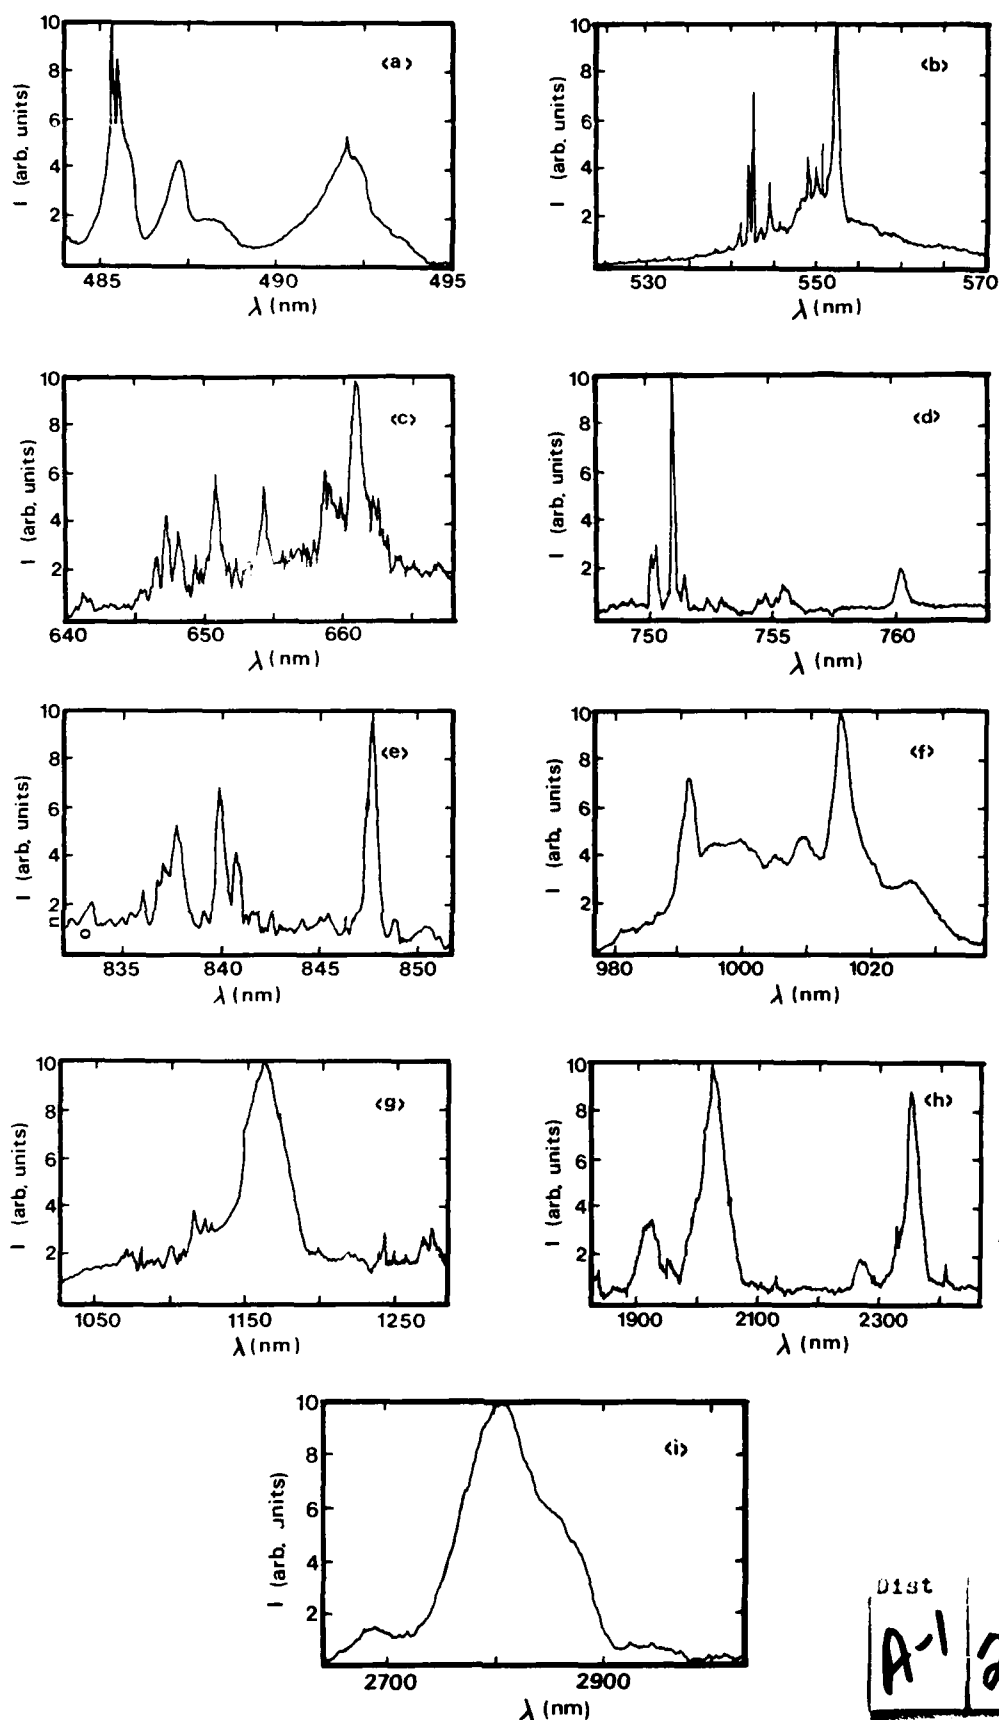 10
8
6
4
2
I (arb. units)
<a>
485 490 495
λ (nm)
10
8
6
4
2
I (arb. units)
<b>
530 550 570
λ (nm)
10
8
6
4
2
I (arb. units)
<c>
640 650 660
λ (nm)
10
8
6
4
2
I (arb. units)
<d>
750 755 760
λ (nm)
10
8
6
4
2
I (arb. units)
<e>
835 840 845 850
λ (nm)
10
8
6
4
2
I (arb. units)
<f>
980 1000 1020
λ (nm)
10
8
6
4
2
I (arb. units)
<g>
1050 1150 1250
λ (nm)
10
8
6
4
2
I (arb. units)
<h>
1900 2100 2300
λ (nm)
10
8
6
4
2
I (arb. units)
<i>
2700 2900
λ (nm)
Dist
A-1